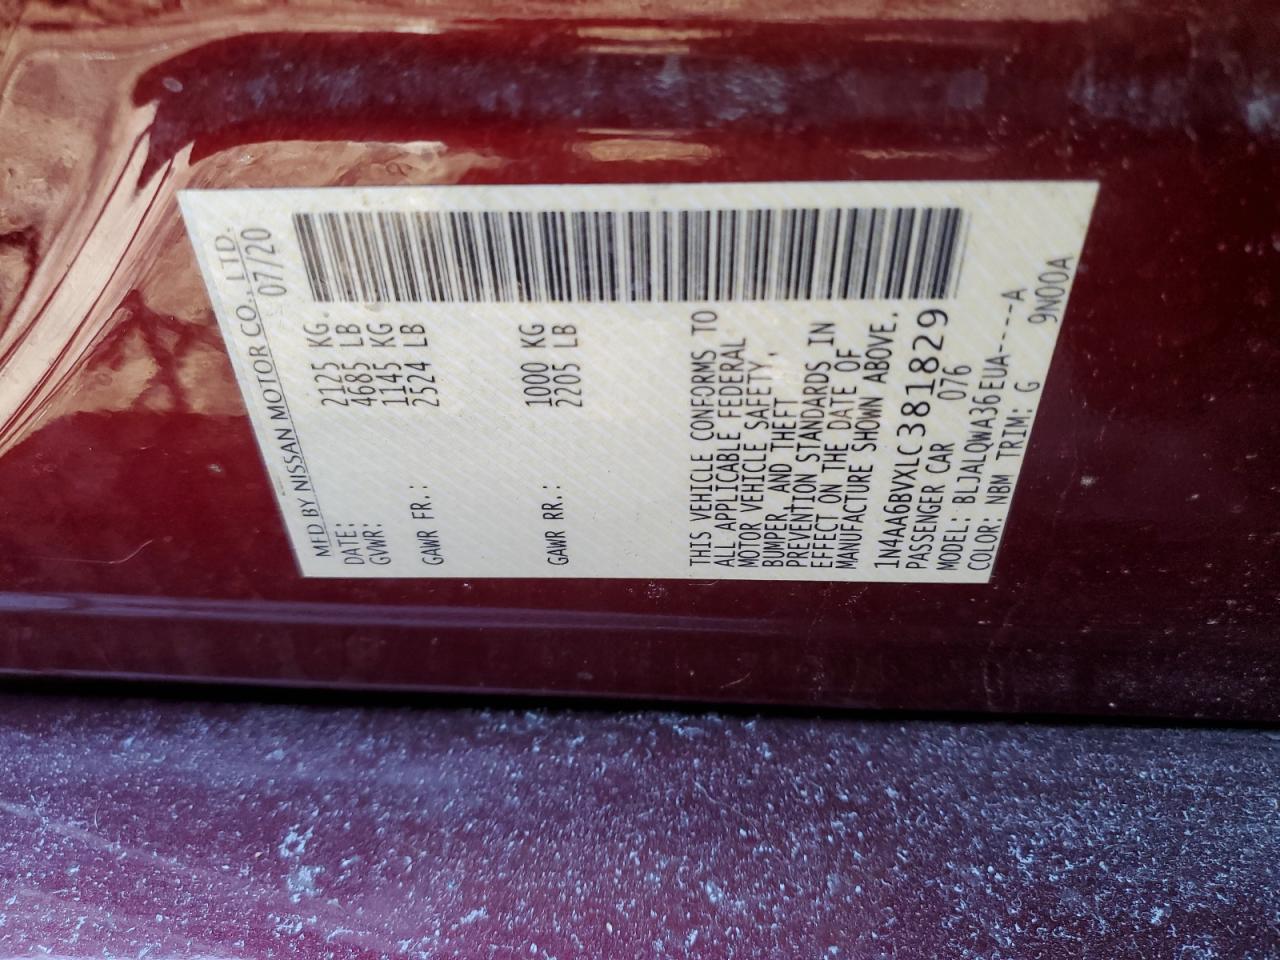 MFD BY NISSAN MOTOR CO., LTD.
DATE: 07/20
GVWR: 2125 KG.
4685 LB
GAWR FR.: 1145 KG
2524 LB
GAWR RR.: 1000 KG
2205 LB
THIS VEHICLE CONFORMS TO
ALL APPLICABLE FEDERAL
MOTOR VEHICLE SAFETY,
BUMPER, AND THEFT
PREVENTION STANDARDS IN
EFFECT ON THE DATE OF
MANUFACTURE SHOWN ABOVE.
1N4AA6BVXLC381829
PASSENGER CAR 076
MODEL: BLJALQWA36EUA-----A
COLOR: NBM TRIM: G 9N00A